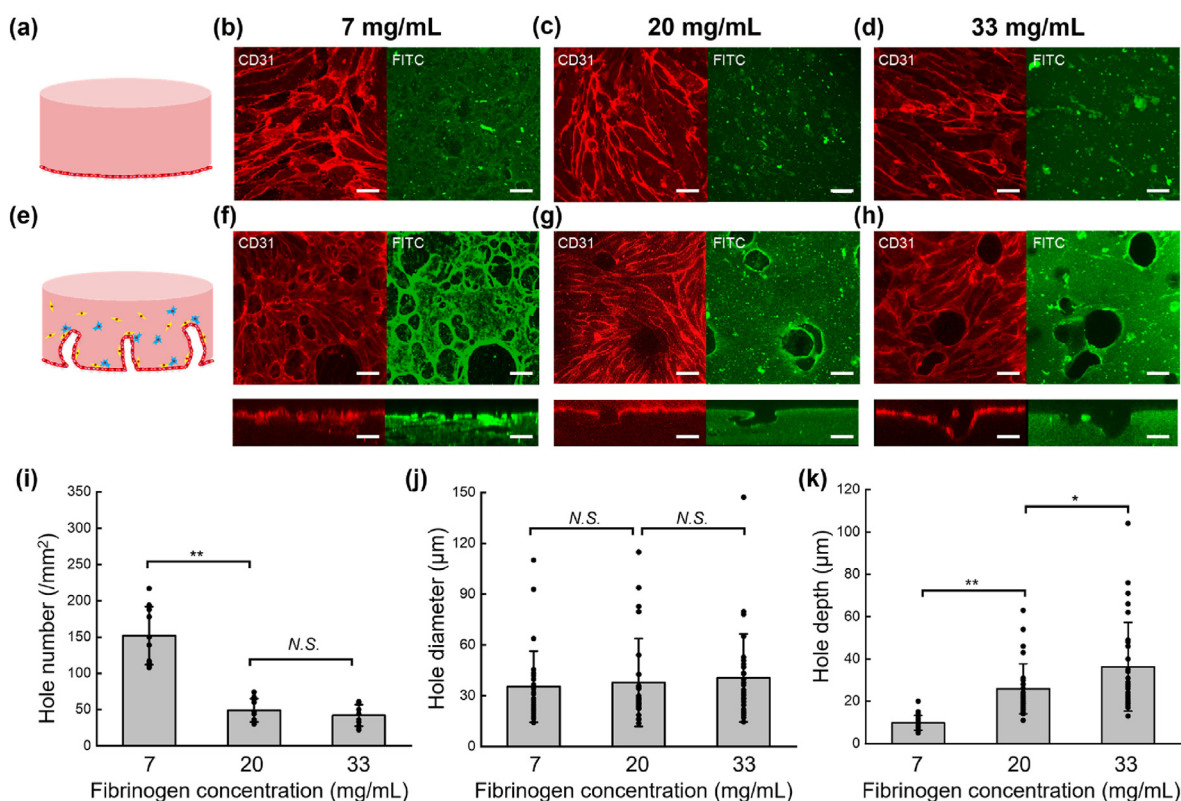 (a)
(b) 7 mg/mL
(c) 20 mg/mL
(d) 33 mg/mL
CD31 FITC
CD31 FITC
CD31 FITC
(e)
(f)
(g)
(h)
CD31 FITC
CD31 FITC
CD31 FITC
(i)
Hole number (/mm2)
350
300
250
200
150
100
50
0
**
N.S.
7 20 33
Fibrinogen concentration (mg/mL)
(j)
Hole diameter (µm)
150
120
90
60
30
0
N.S. N.S.
7 20 33
Fibrinogen concentration (mg/mL)
(k)
Hole depth (µm)
120
100
80
60
40
20
0
**
*
7 20 33
Fibrinogen concentration (mg/mL)